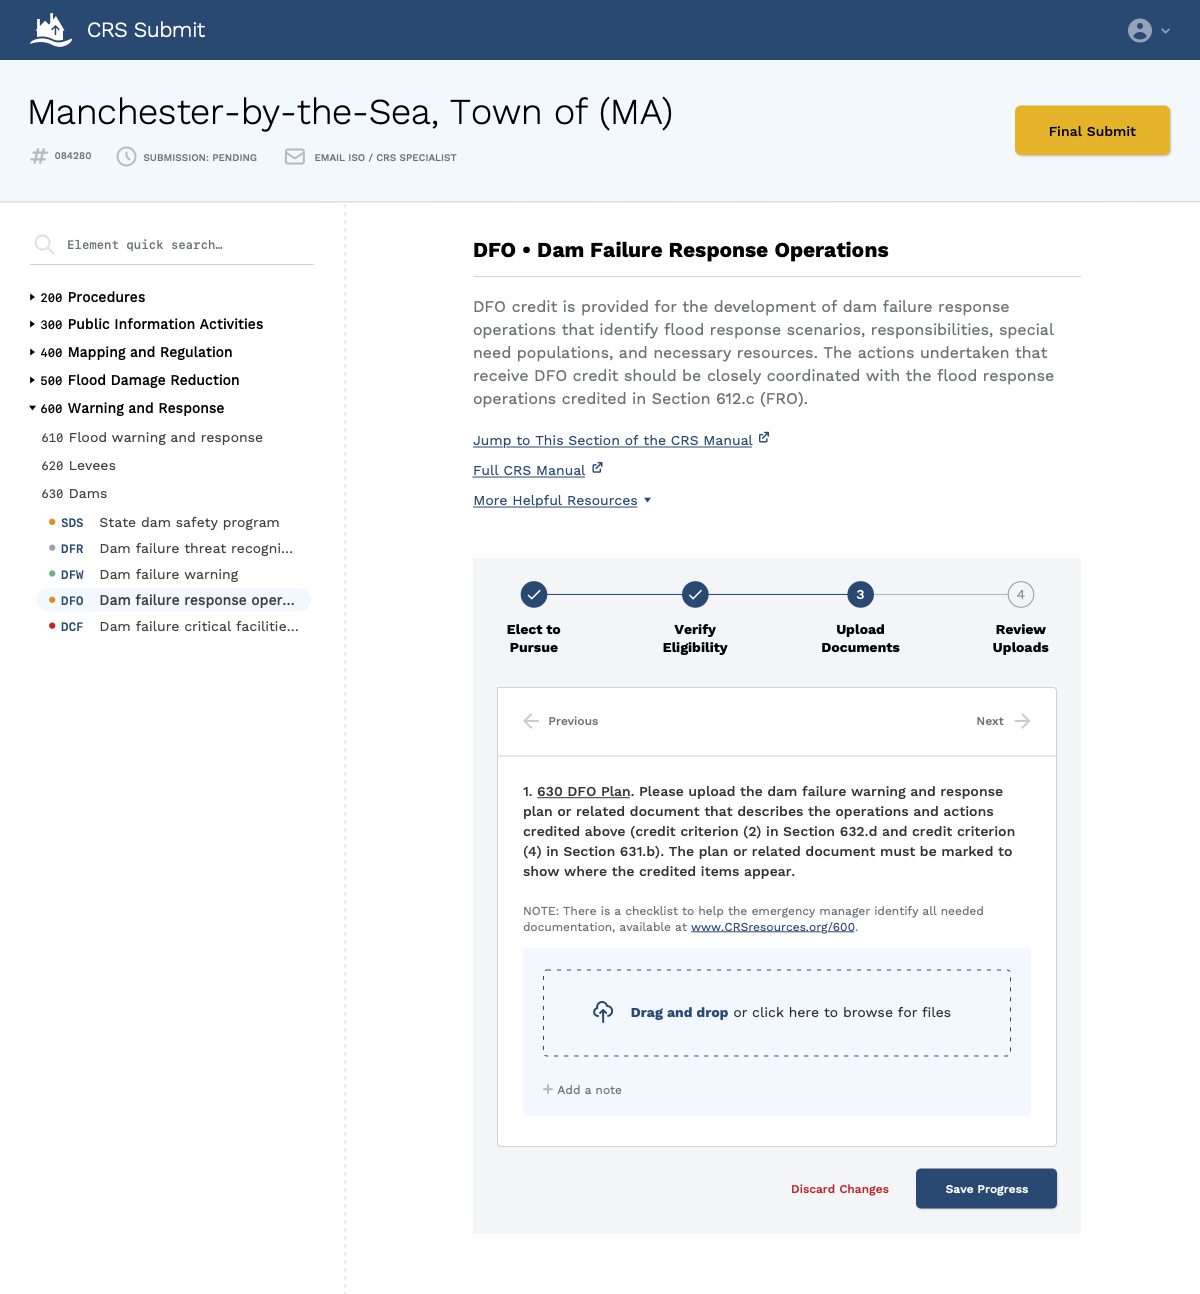 CRS Submit
Manchester-by-the-Sea, Town of (MA)
084280
SUBMISSION: PENDING
EMAIL ISO / CRS SPECIALIST
Final Submit
Element quick search…
200 Procedures
300 Public Information Activities
400 Mapping and Regulation
500 Flood Damage Reduction
600 Warning and Response
610 Flood warning and response
620 Levees
630 Dams
SDS State dam safety program
DFR Dam failure threat recogni...
DFW Dam failure warning
DFO Dam failure response oper...
DCF Dam failure critical facilitie...
DFO • Dam Failure Response Operations
DFO credit is provided for the development of dam failure response
operations that identify flood response scenarios, responsibilities, special
need populations, and necessary resources. The actions undertaken that
receive DFO credit should be closely coordinated with the flood response
operations credited in Section 612.c (FRO).
Jump to This Section of the CRS Manual
Full CRS Manual
More Helpful Resources
3
4
Elect to
Pursue
Verify
Eligibility
Upload
Documents
Review
Uploads
Previous
Next
1. 630 DFO Plan. Please upload the dam failure warning and response
plan or related document that describes the operations and actions
credited above (credit criterion (2) in Section 632.d and credit criterion
(4) in Section 631.b). The plan or related document must be marked to
show where the credited items appear.
NOTE: There is a checklist to help the emergency manager identify all needed
documentation, available at www.CRSresources.org/600.
Drag and drop or click here to browse for files
+ Add a note
Discard Changes
Save Progress